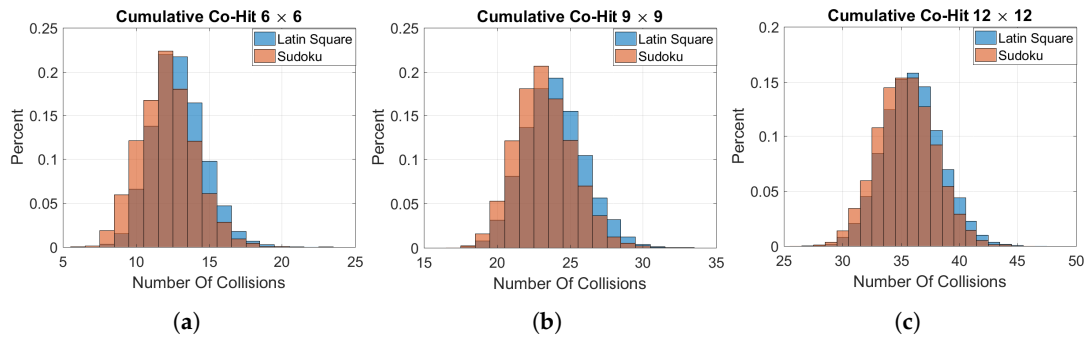 Cumulative Co-Hit 6 × 6
0.25
0.2
0.15
0.1
0.05
0
Percent
Latin Square
Sudoku
5
10
15
20
25
Number Of Collisions
(a)
Cumulative Co-Hit 9 × 9
0.25
0.2
0.15
0.1
0.05
0
Percent
Latin Square
Sudoku
15
20
25
30
35
Number Of Collisions
(b)
Cumulative Co-Hit 12 × 12
0.2
0.15
0.1
0.05
0
Percent
Latin Square
Sudoku
25
30
35
40
45
50
Number Of Collisions
(c)